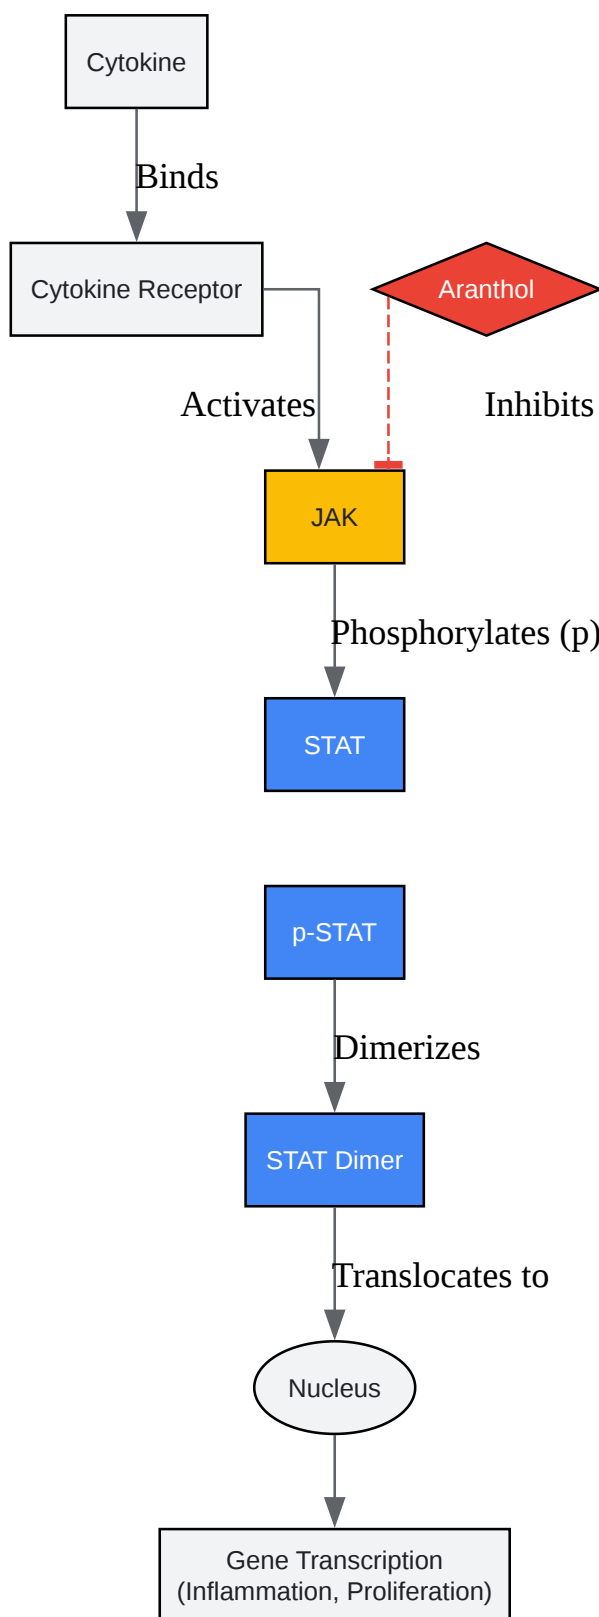 Cytokine
Binds
Cytokine Receptor
Aranthol
Activates
Inhibits
JAK
Phosphorylates (p)
STAT
p-STAT
Dimerizes
STAT Dimer
Translocates to
Nucleus
Gene Transcription
(Inflammation, Proliferation)